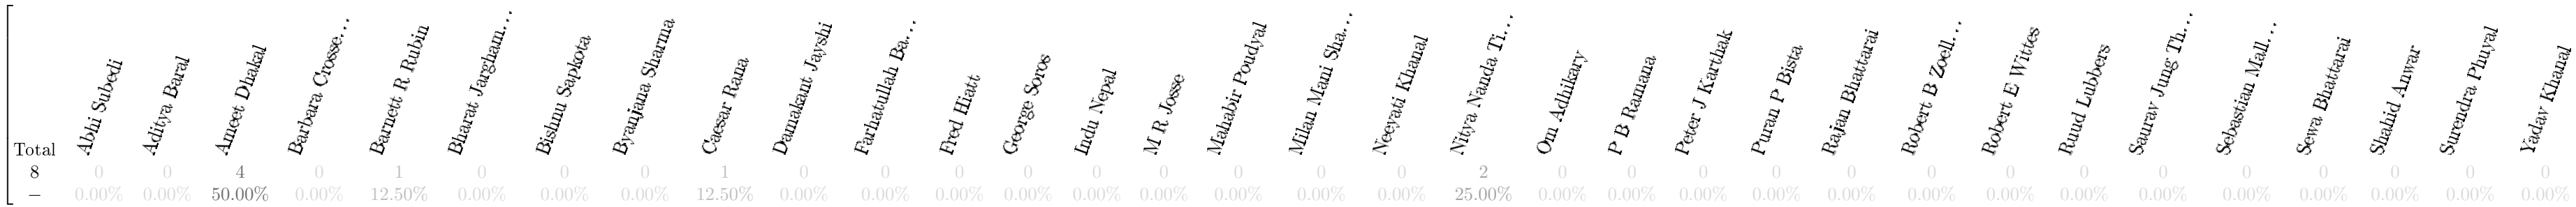 Total Abhi Subedi Aditya Baral Ameet Dhakal Barbara Crosse... Barnett R Rubin Bharat Jargham... Bishnu Sapkota Byanjana Sharma Caesar Rana Damakant Jayshi Farhatullah Ba... Fred Hiatt George Soros Indu Nepal M R Josse Mahabir Poudyal Milan Mani Sha... Neeyati Khanal Nitya Nanda Ti... Om Adhikary P B Ramana Peter J Karthak Puran P Bista Rajan Bhattarai Robert B Zoell... Robert E Wittes Ruud Lubbers Saurav Jung Th... Sebastian Mall... Sewa Bhattarai Shahid Anwar Surendra Phuyal Yadav Khanal
8 0 0 4 0 1 0 0 0 1 0 0 0 0 0 0 0 0 0 2 0 0 0 0 0 0 0 0 0 0 0 0 0 0
– 0.00% 0.00% 50.00% 0.00% 12.50% 0.00% 0.00% 0.00% 12.50% 0.00% 0.00% 0.00% 0.00% 0.00% 0.00% 0.00% 0.00% 0.00% 25.00% 0.00% 0.00% 0.00% 0.00% 0.00% 0.00% 0.00% 0.00% 0.00% 0.00% 0.00% 0.00% 0.00% 0.00%